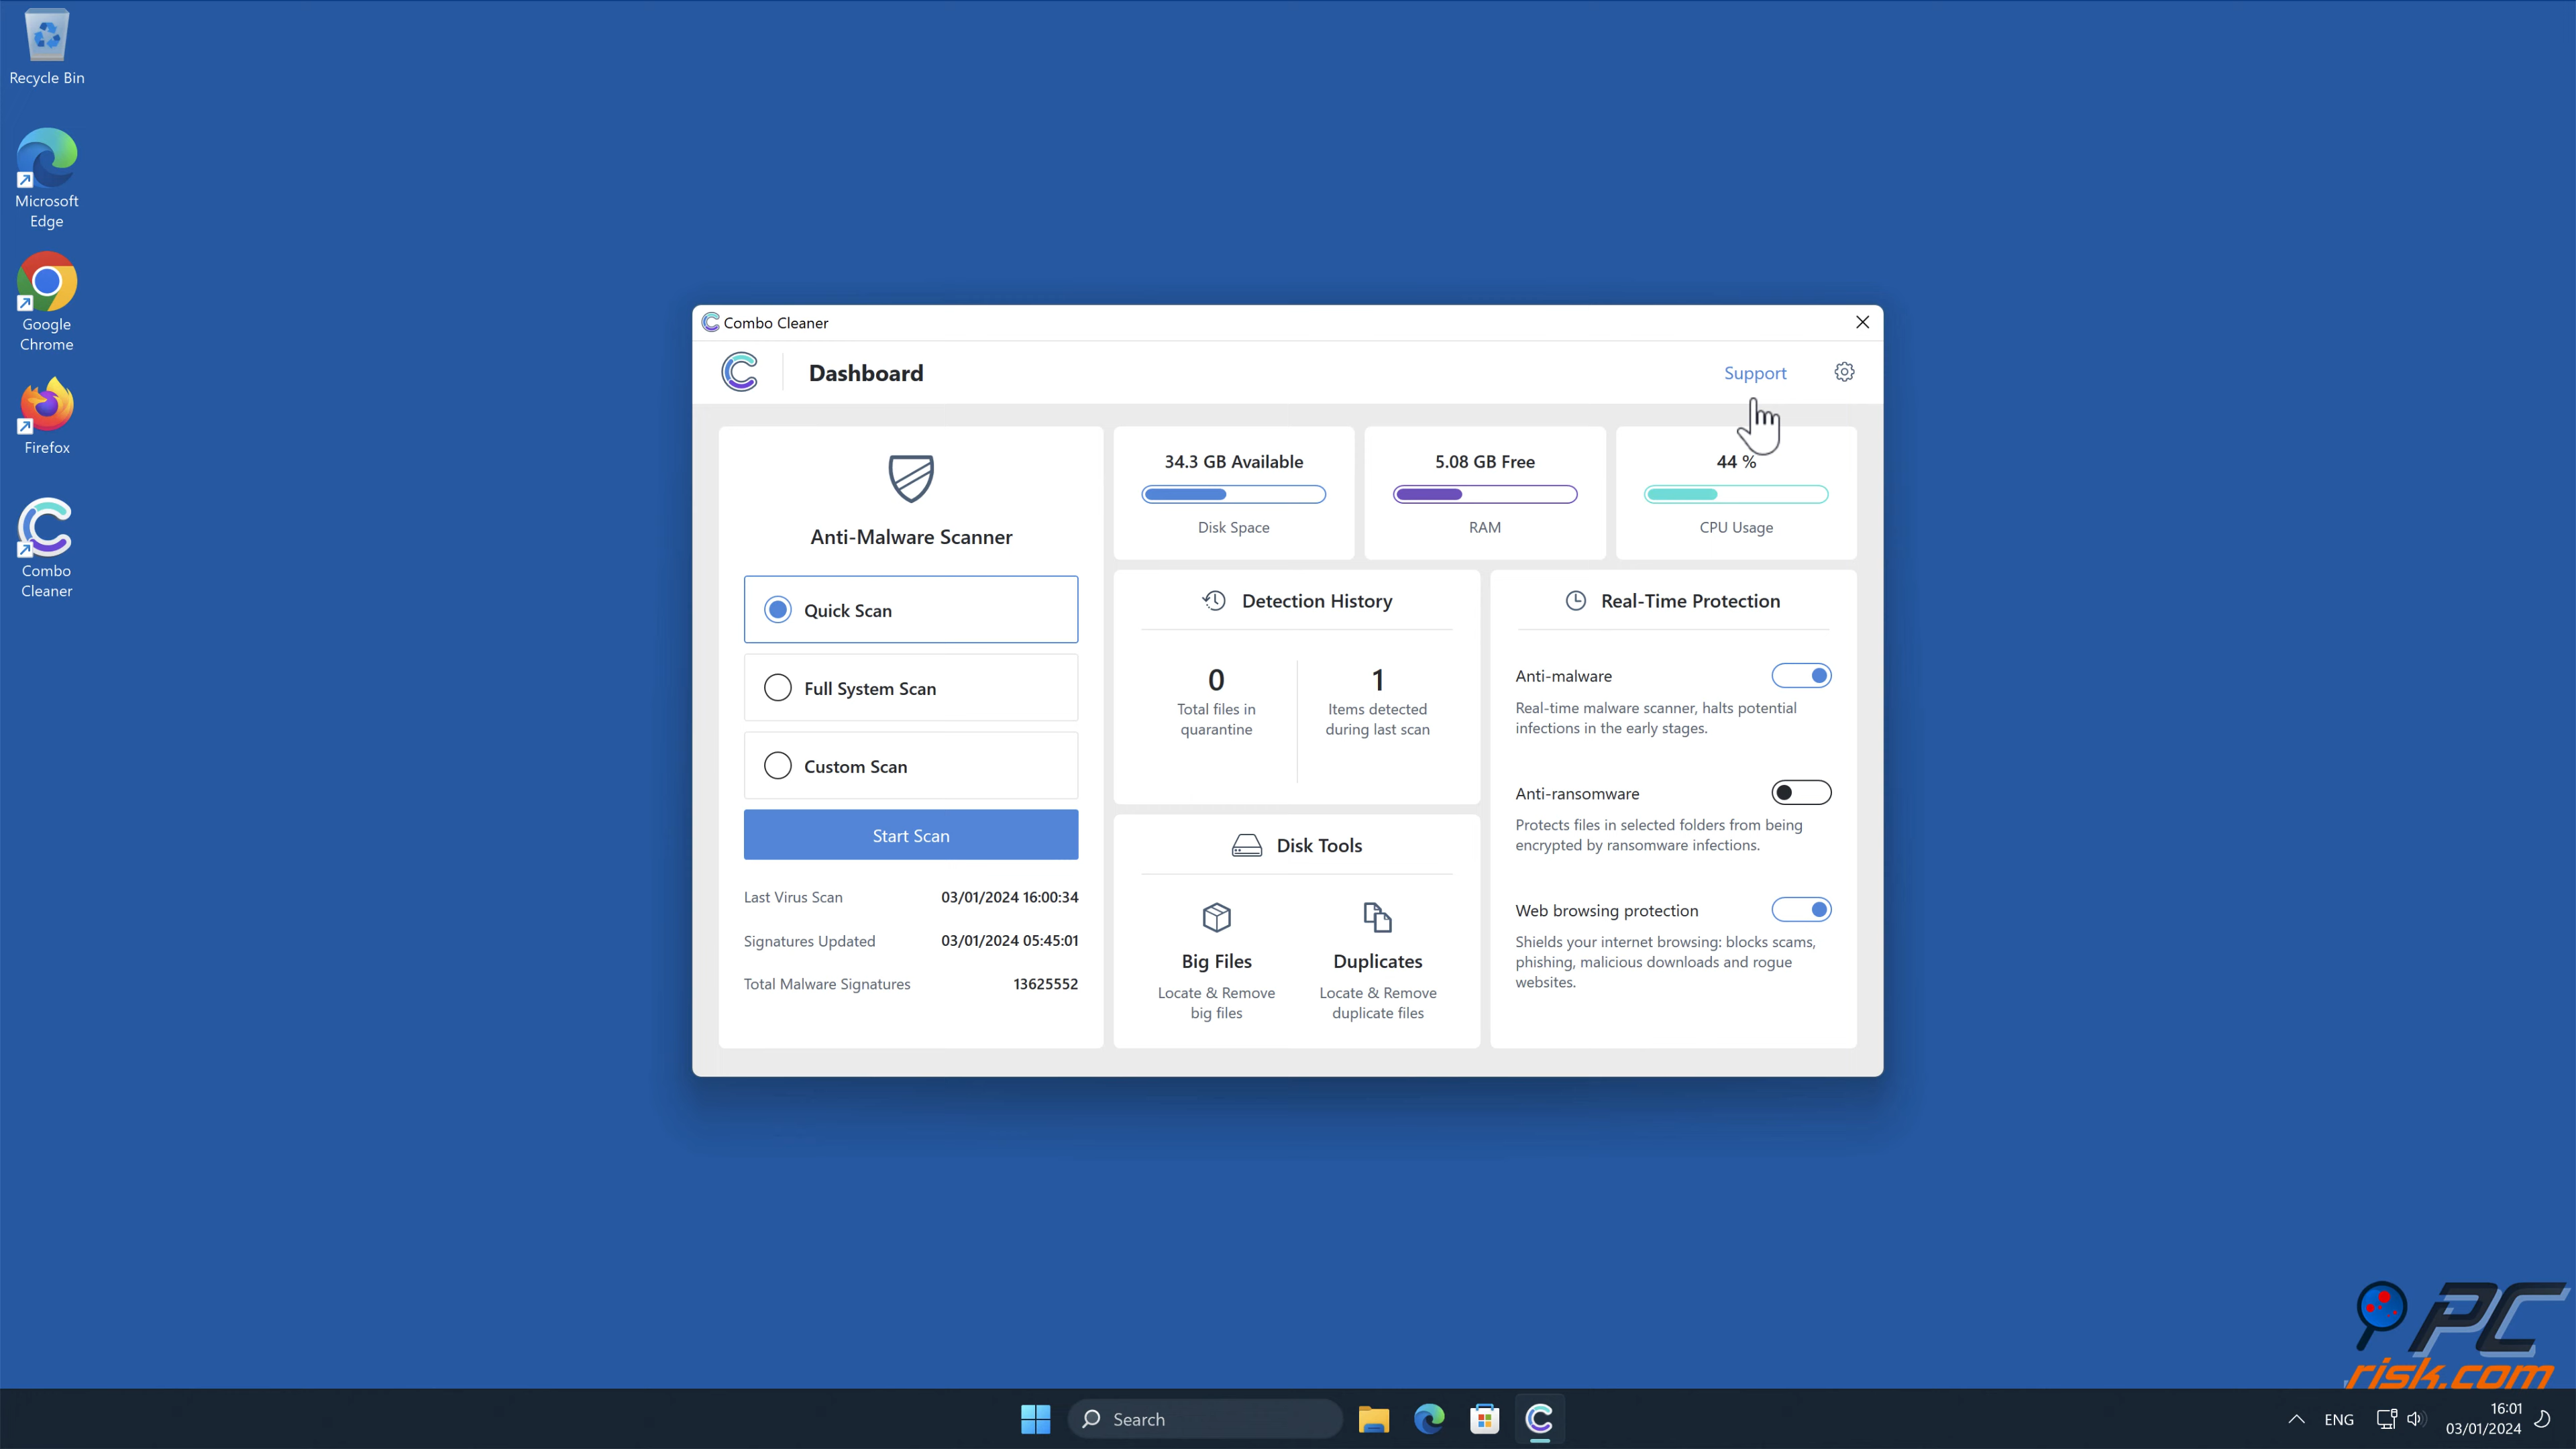 Recycle Bin
Microsoft
Edge
Google
Chrome
Firefox
Combo
Cleaner
Combo Cleaner
Dashboard
Support
Anti-Malware Scanner
Quick Scan
Full System Scan
Custom Scan
Start Scan
Last Virus Scan 03/01/2024 16:00:34
Signatures Updated 03/01/2024 05:45:01
Total Malware Signatures 13625552
34.3 GB Available
Disk Space
5.08 GB Free
RAM
44 %
CPU Usage
Detection History
0
Total files in
quarantine
1
Items detected
during last scan
Disk Tools
Big Files
Locate & Remove
big files
Duplicates
Locate & Remove
duplicate files
Real-Time Protection
Anti-malware
Real-time malware scanner, halts potential
infections in the early stages.
Anti-ransomware
Protects files in selected folders from being
encrypted by ransomware infections.
Web browsing protection
Shields your internet browsing: blocks scams,
phishing, malicious downloads and rogue
websites.
PC
risk.com
Search
ENG
16:01
03/01/2024